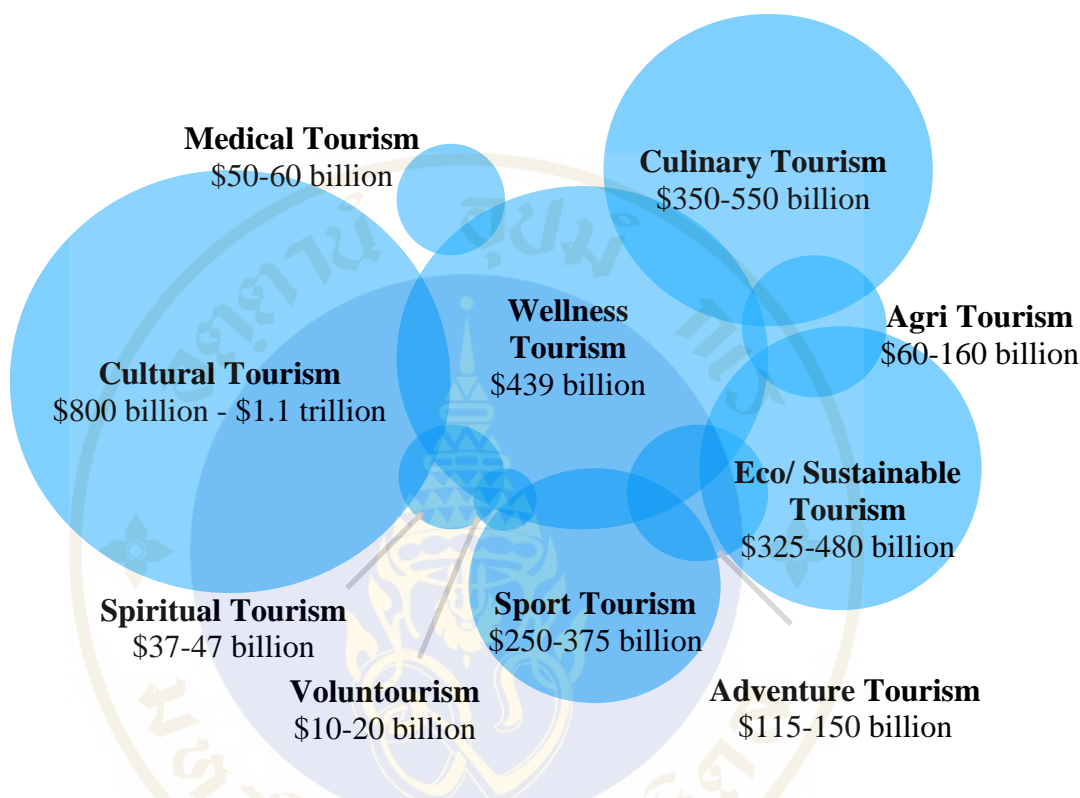 Medical Tourism
$50-60 billion
Culinary Tourism
$350-550 billion
Wellness
Tourism
$439 billion
Agri Tourism
$60-160 billion
Cultural Tourism
$800 billion - $1.1 trillion
Eco/ Sustainable
Tourism
$325-480 billion
Spiritual Tourism
$37-47 billion
Sport Tourism
$250-375 billion
Voluntourism
$10-20 billion
Adventure Tourism
$115-150 billion